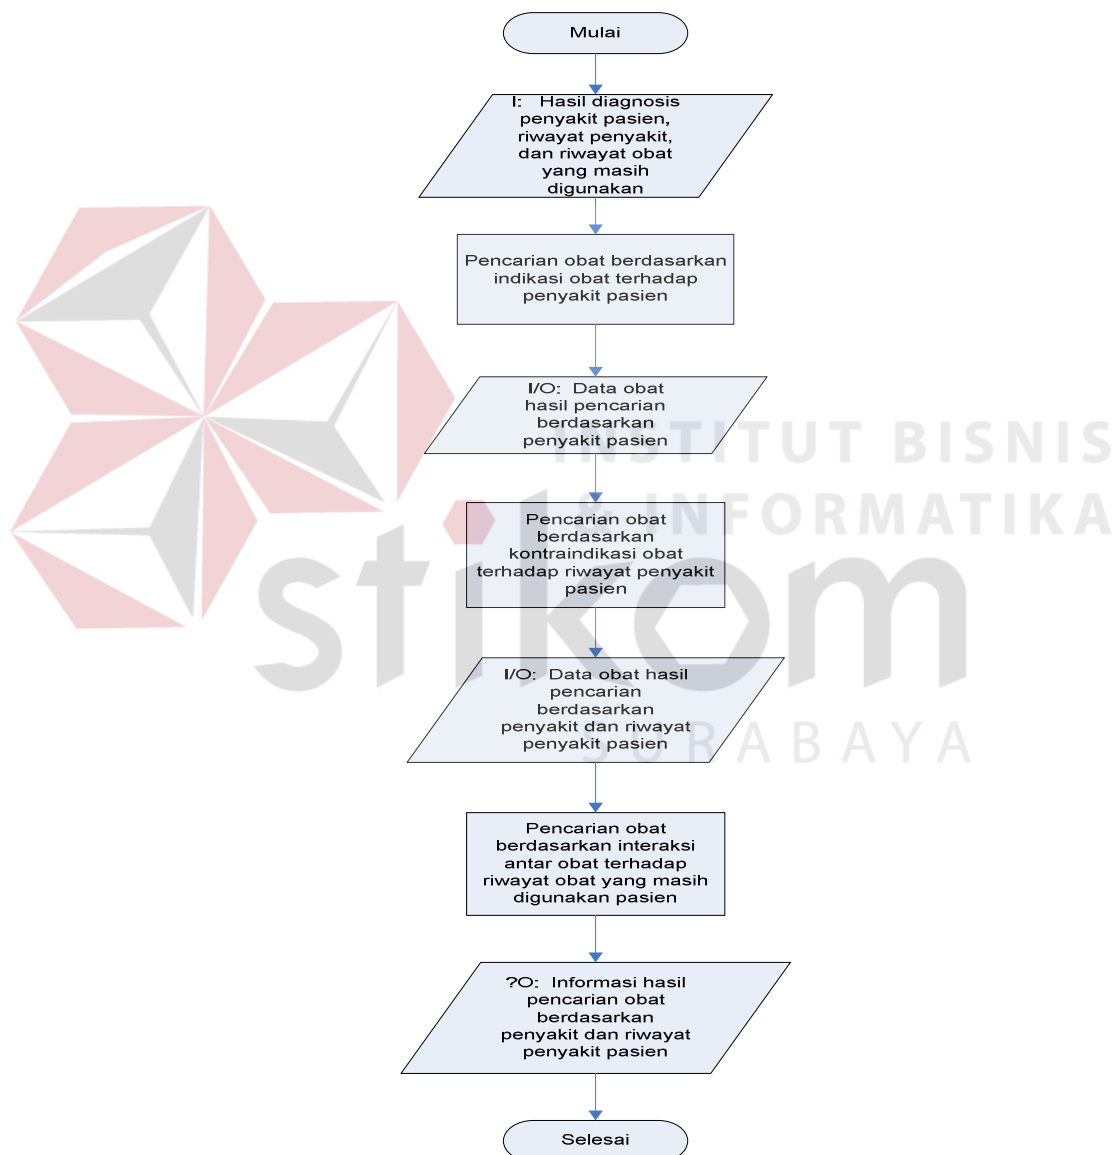 Mulai
I: Hasil diagnosis
penyakit pasien,
riwayat penyakit,
dan riwayat obat
yang masih
digunakan
Pencarian obat berdasarkan
indikasi obat terhadap
penyakit pasien
I/O: Data obat
hasil pencarian
berdasarkan
penyakit pasien
INSTITUT BISNIS
& INFORMATIKA
stikom
SURABAYA
Pencarian obat
berdasarkan
kontraindikasi obat
terhadap riwayat penyakit
pasien
I/O: Data obat hasil
pencarian
berdasarkan
penyakit dan riwayat
penyakit pasien
Pencarian obat
berdasarkan interaksi
antar obat terhadap
riwayat obat yang masih
digunakan pasien
?O: Informasi hasil
pencarian obat
berdasarkan
penyakit dan riwayat
penyakit pasien
Selesai